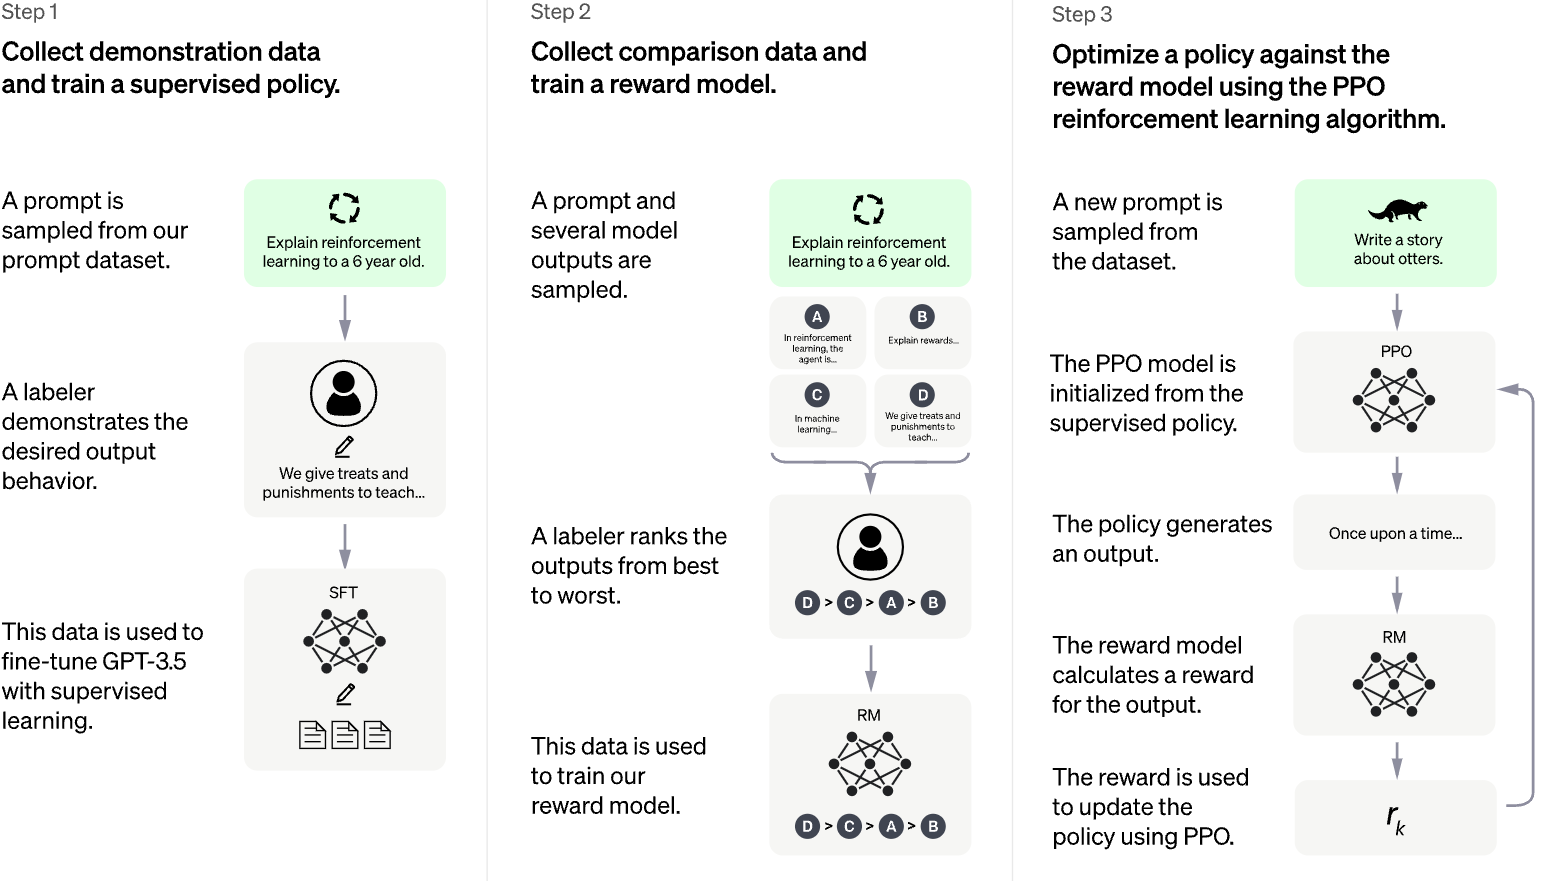 Step 1
Collect demonstration data
and train a supervised policy.
A prompt is
sampled from our
prompt dataset.
Explain reinforcement
learning to a 6 year old.
A labeler
demonstrates the
desired output
behavior.
We give treats and
punishments to teach...
This data is used to
fine-tune GPT-3.5
with supervised
learning.
SFT
Step 2
Collect comparison data and
train a reward model.
A prompt and
several model
outputs are
sampled.
Explain reinforcement
learning to a 6 year old.
A
In reinforcement
learning, the
agent is...
B
Explain rewards...
C
In machine
learning...
D
We give treats and
punishments to
teach...
A labeler ranks the
outputs from best
to worst.
D > C > A > B
This data is used
to train our
reward model.
RM
D > C > A > B
Step 3
Optimize a policy against the
reward model using the PPO
reinforcement learning algorithm.
A new prompt is
sampled from
the dataset.
Write a story
about otters.
The PPO model is
initialized from the
supervised policy.
PPO
The policy generates
an output.
Once upon a time...
The reward model
calculates a reward
for the output.
RM
The reward is used
to update the
policy using PPO.
rk